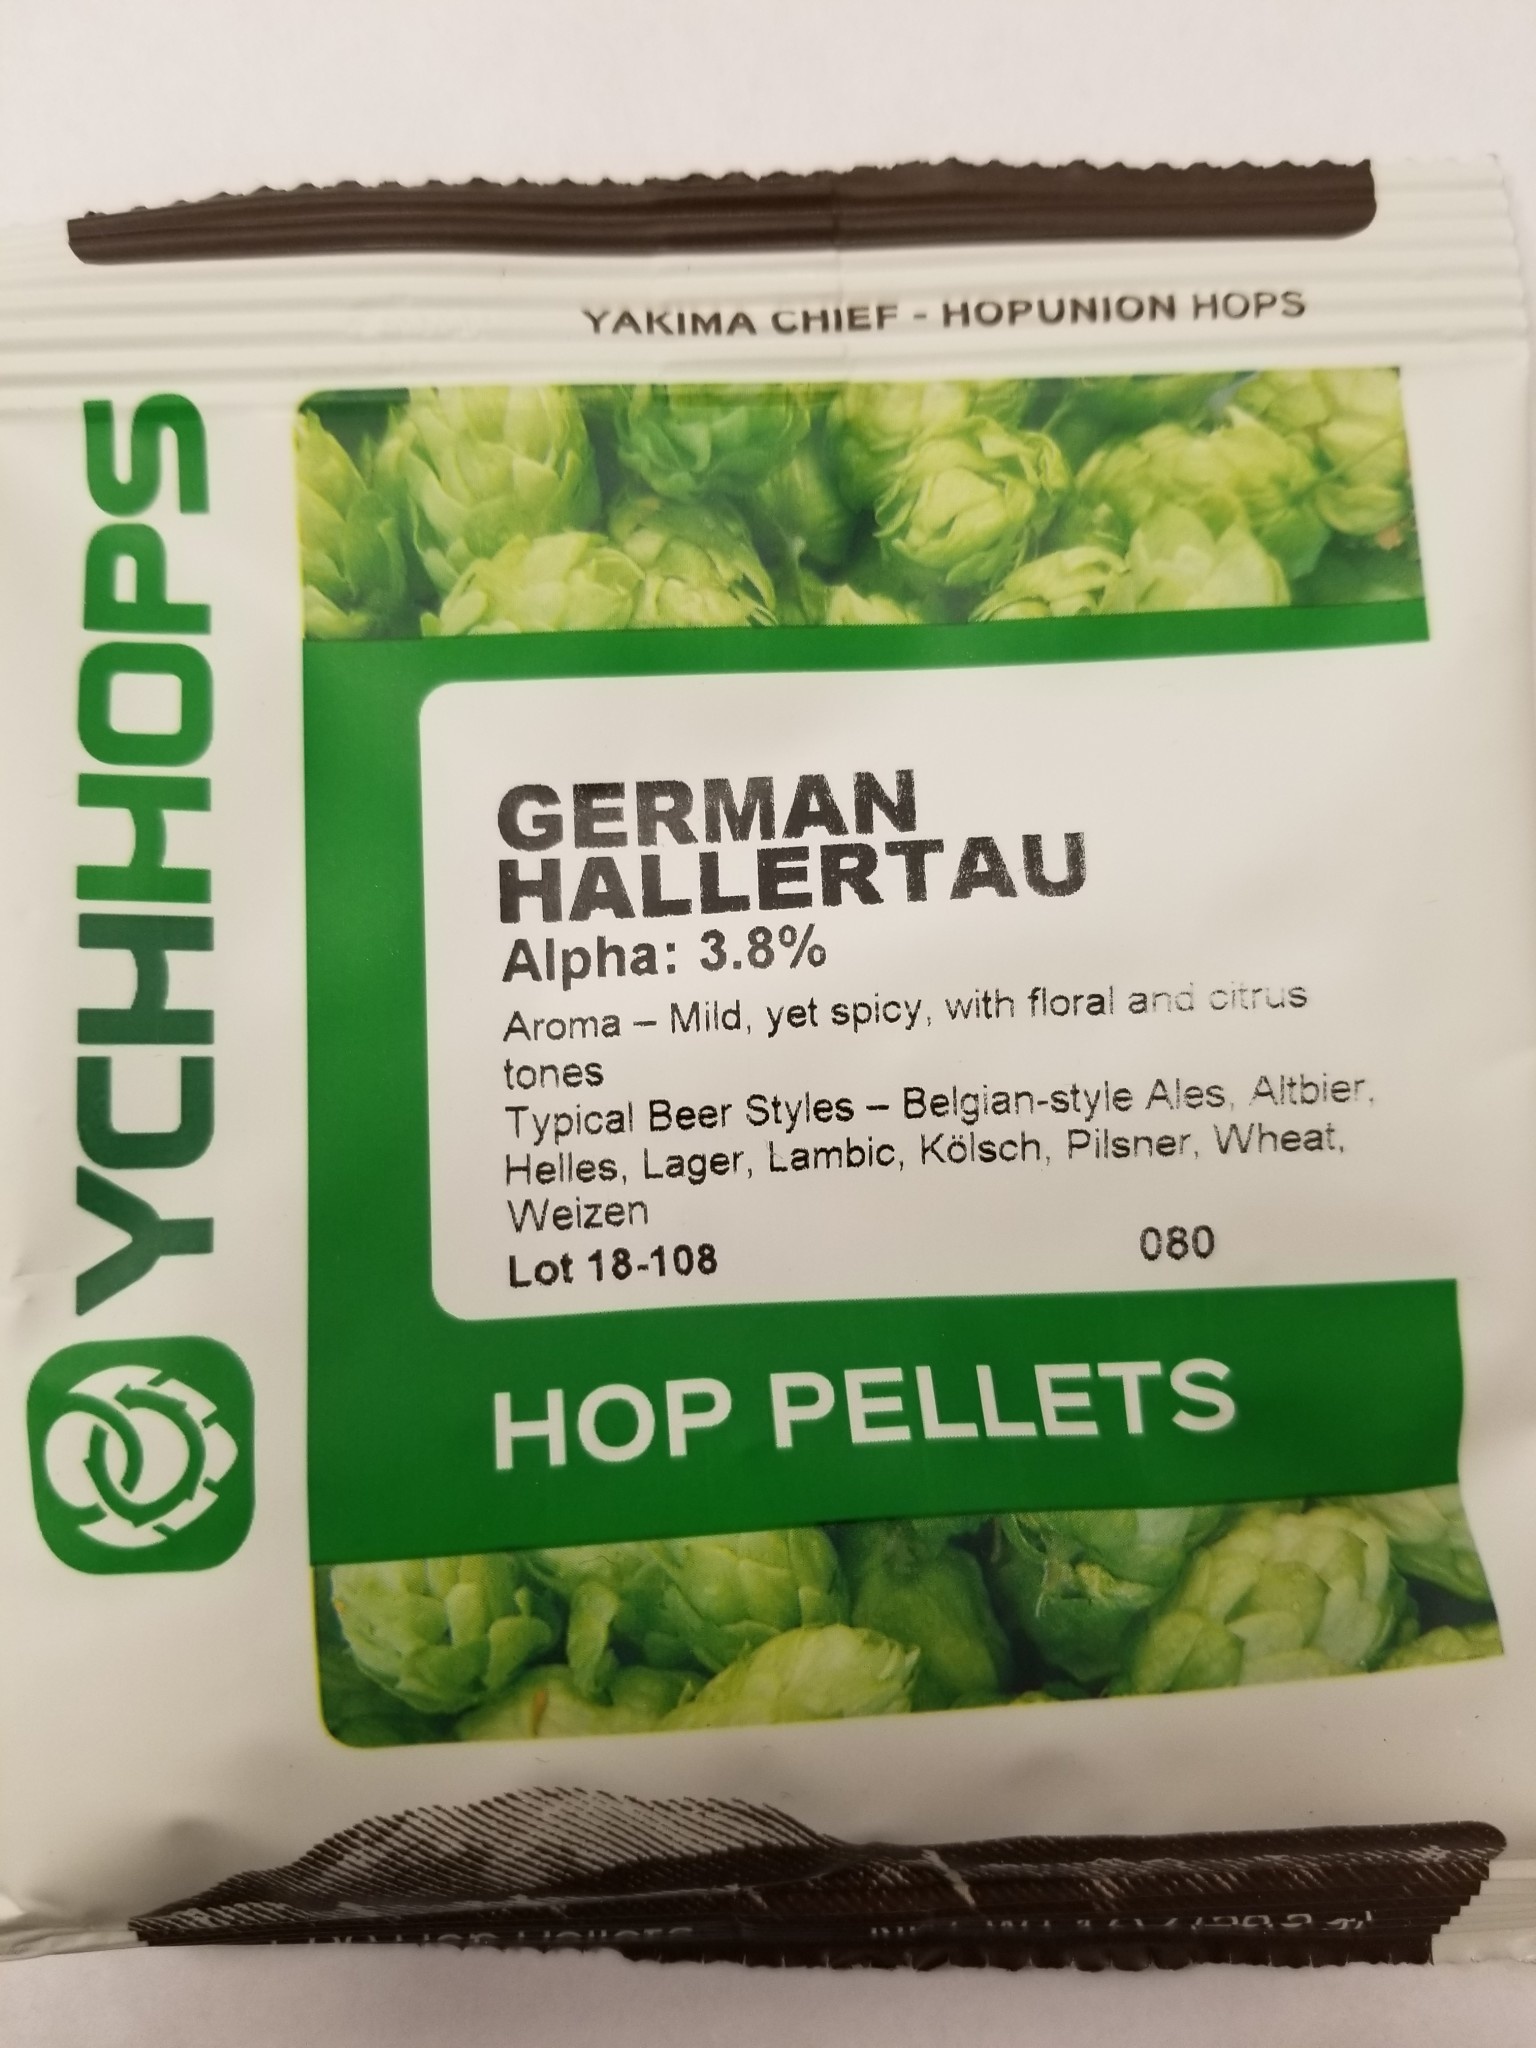 YAKIMA CHIEF - HOPUNION HOPS
YCHHOPS
GERMAN
HALLERTAU
Alpha: 3.8%
Aroma – Mild, yet spicy, with floral and citrus
tones
Typical Beer Styles – Belgian-style Ales, Altbier,
Helles, Lager, Lambic, Kölsch, Pilsner, Wheat,
Weizen
Lot 18-108 080
HOP PELLETS